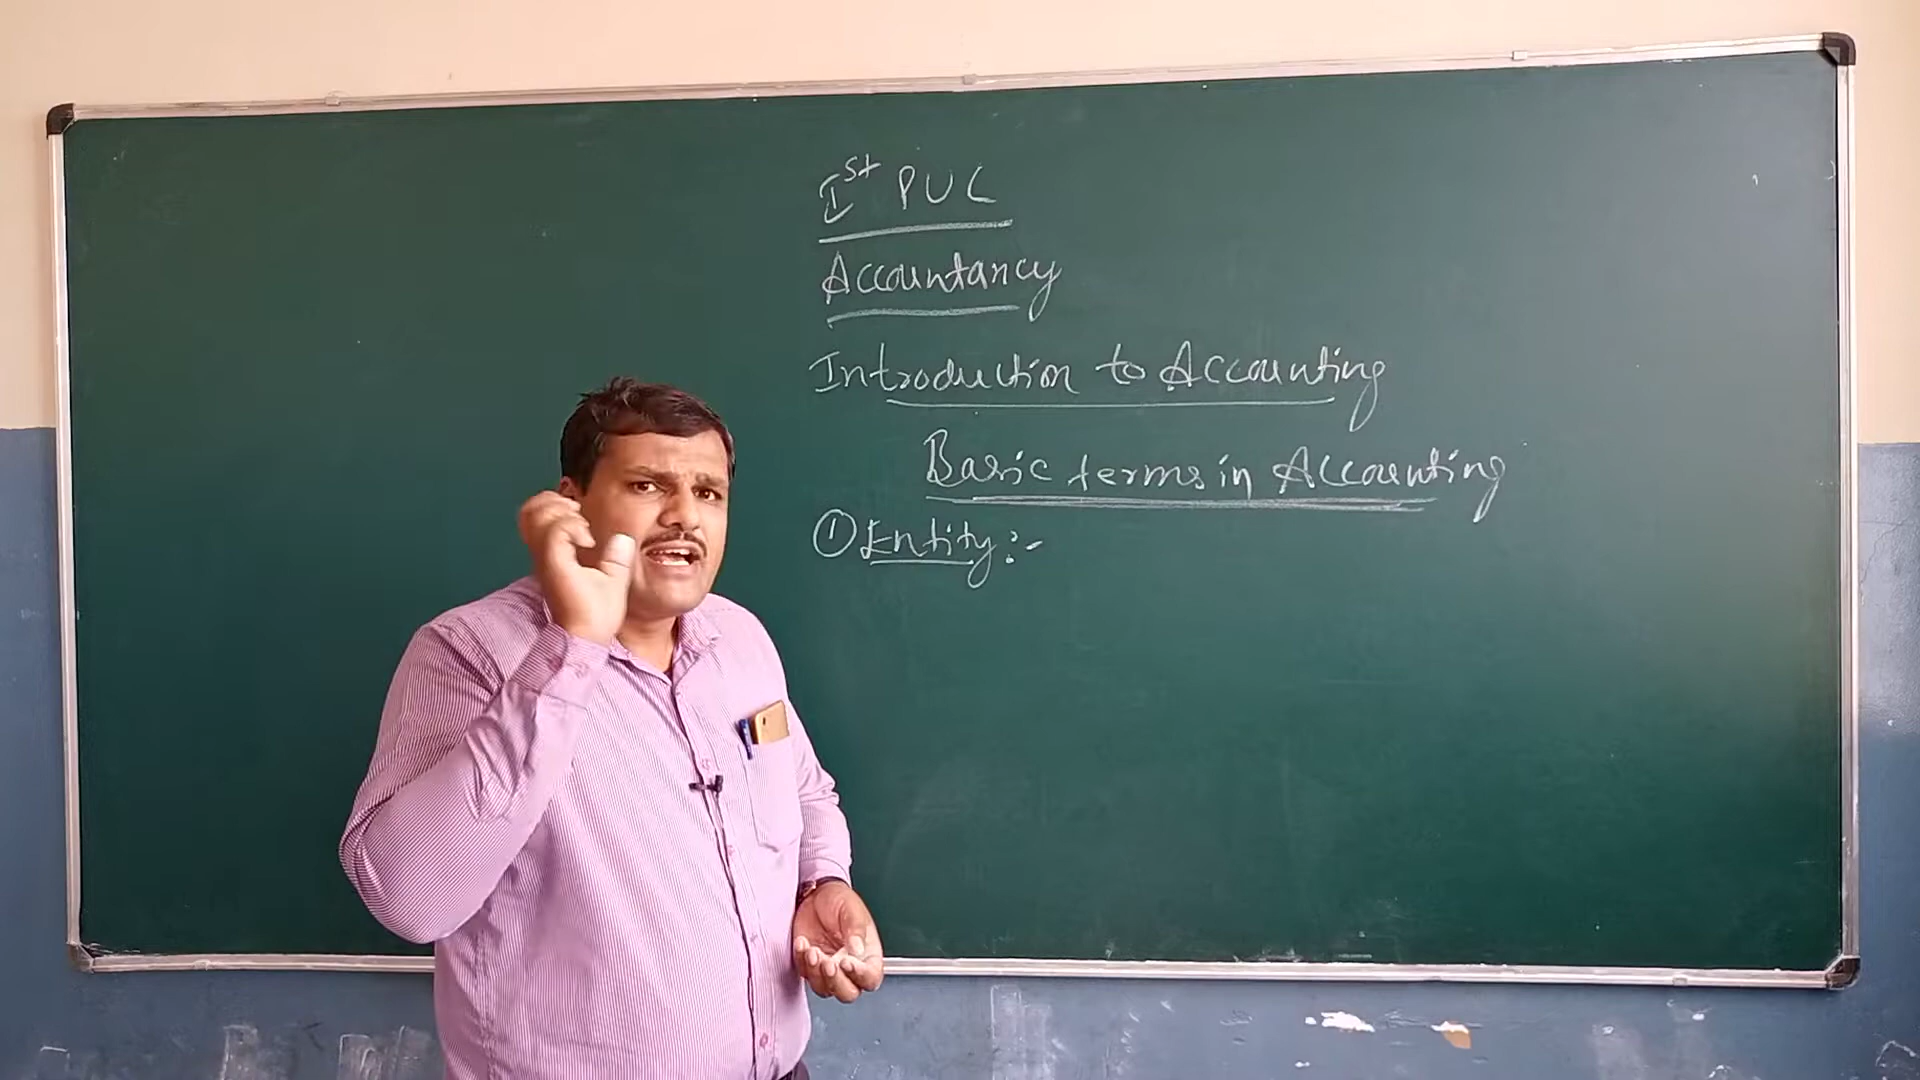 Ist PUC
Accountancy
Introduction to Accounting
Basic terms in Accounting
① Entity :-